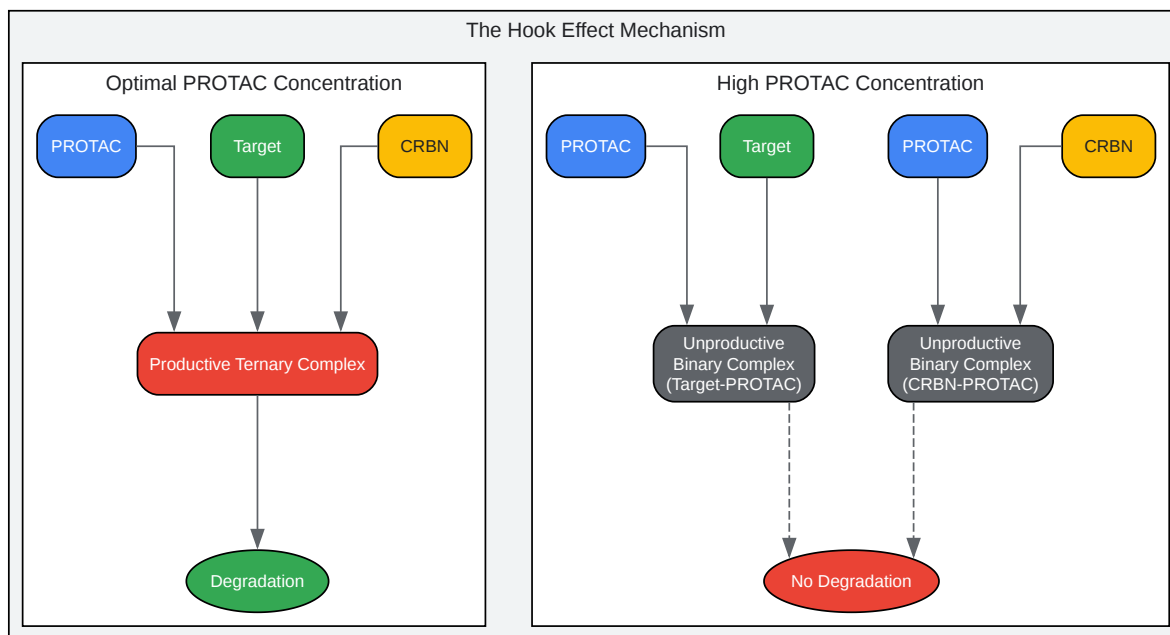 The Hook Effect Mechanism
Optimal PROTAC Concentration
PROTAC
Target
CRBN
Productive Ternary Complex
Degradation
High PROTAC Concentration
PROTAC
Target
PROTAC
CRBN
Unproductive
Binary Complex
(Target-PROTAC)
Unproductive
Binary Complex
(CRBN-PROTAC)
No Degradation